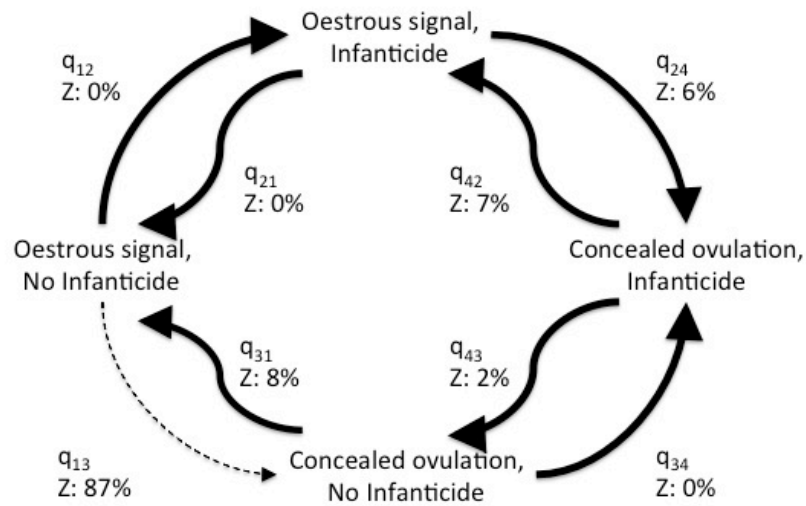 Oestrous signal,
Infanticide
q12
Z: 0%
q24
Z: 6%
q21
Z: 0%
q42
Z: 7%
Oestrous signal,
No Infanticide
Concealed ovulation,
Infanticide
q31
Z: 8%
q43
Z: 2%
q13
Z: 87%
Concealed ovulation,
No Infanticide
q34
Z: 0%